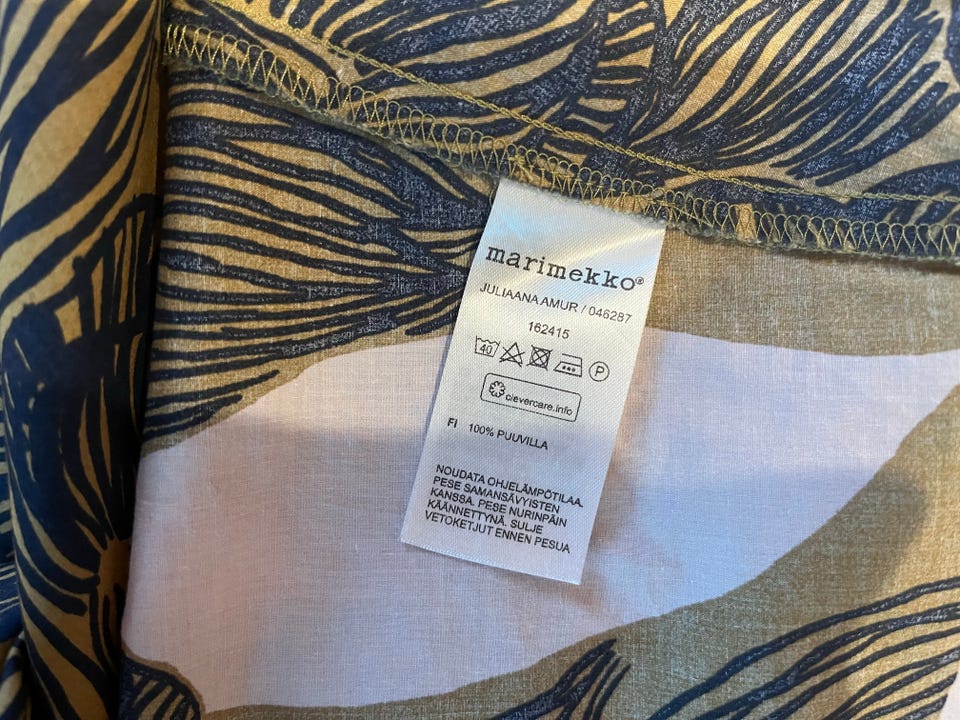 marimekko®
JULIAANA AMUR / 046287
162415
40 P
clevercare.info
FI 100% PUUVILLA
NOUDATA OHJELÄMPÖTILAA.
PESE SAMANSÄVYISTEN
KANSSA. PESE NURINPÄIN
KÄÄNNETTYNÄ. SULJE
VETOKETJUT ENNEN PESUA